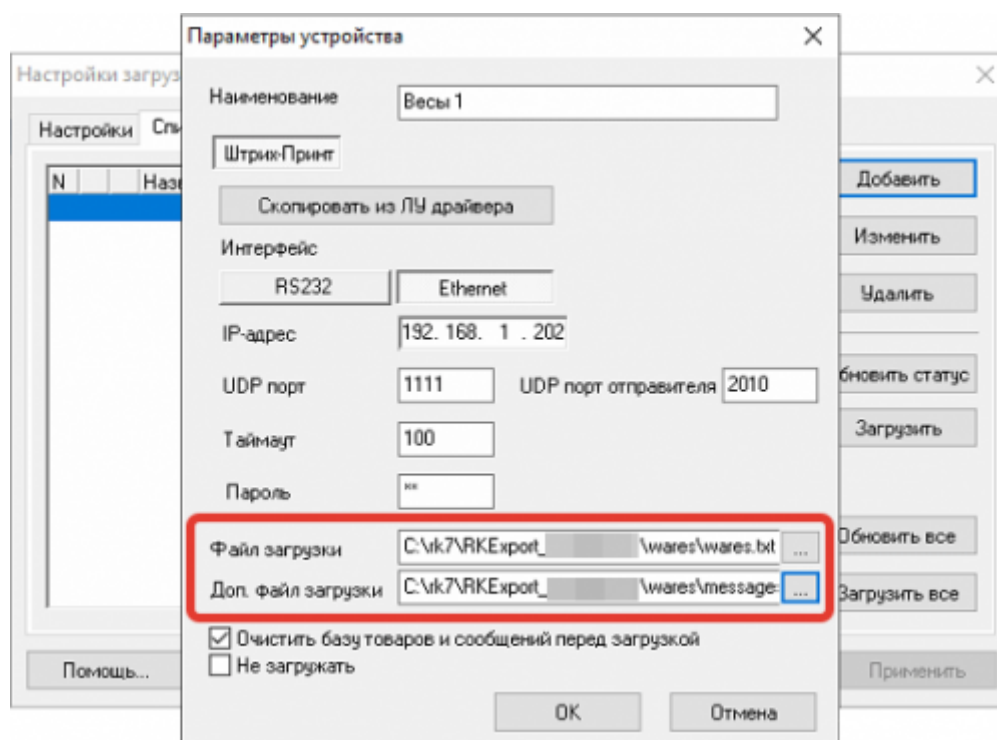 Параметры устройства
Настройки загруз
Наименование
Весы 1
Настройки
Штрих-Принт
N
Назв
Добавить
Скопировать из ЛУ драйвера
Изменить
Интерфейс
RS232
Ethernet
Удалить
IP-адрес
192. 168. 1 . 202
UDP порт
1111
UDP порт отправителя
2010
бновить статус
Таймаут
100
Загрузить
Пароль
**
Файл загрузки
C:\rk7\RKExport_ \wares\wares.txt
...
Обновить все
Доп. файл загрузки
C:\rk7\RKExport_ \wares\message
...
Загрузить все
Очистить базу товаров и сообщений перед загрузкой
Не загружать
Помощь...
Применить
OK
Отмена